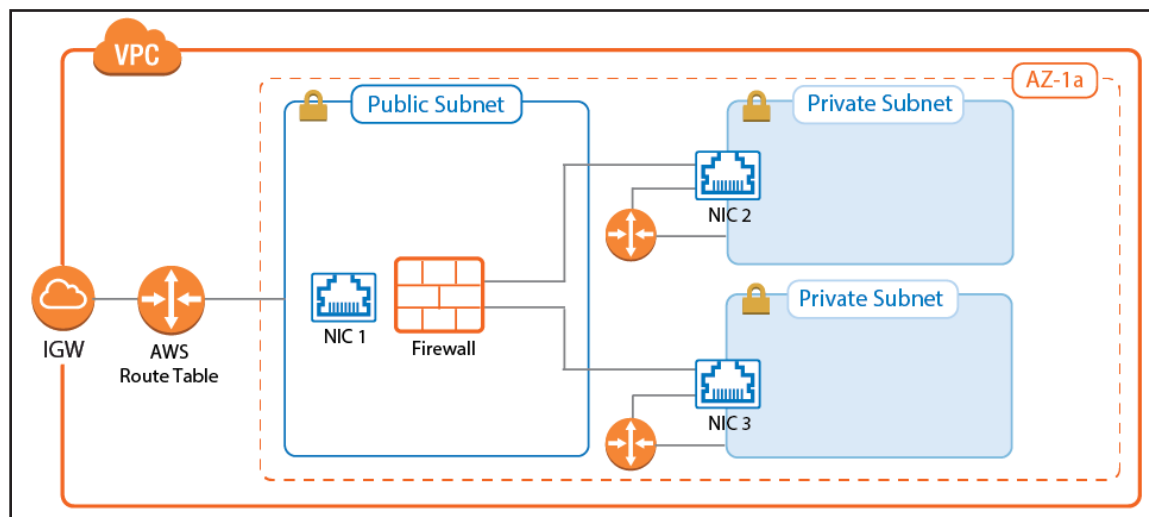 VPC
AZ-1a
Public Subnet
Private Subnet
NIC 2
Private Subnet
IGW
AWS
Route Table
NIC 1
Firewall
NIC 3